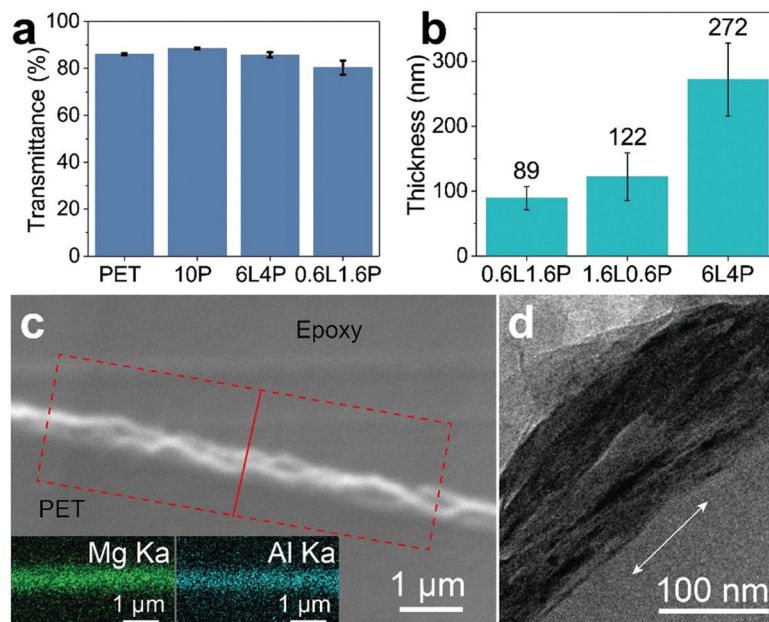 a
Transmittance (%)
100
80
60
40
20
0
PET 10P 6L4P 0.6L1.6P
b
Thickness (nm)
300
200
100
0
89
122
272
0.6L1.6P 1.6L0.6P 6L4P
c
Epoxy
PET
Mg Ka
1 μm
Al Ka
1 μm
1 μm
d
100 nm